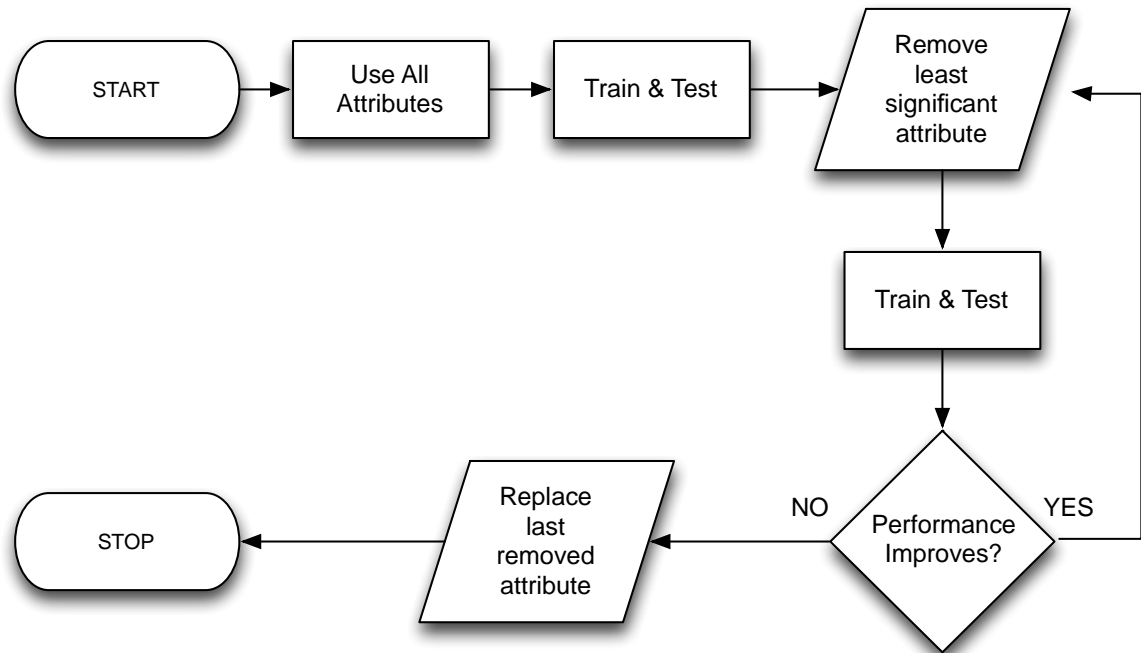 START
Use All
Attributes
Train & Test
Remove
least
significant
attribute
Train & Test
Performance
Improves?
YES
NO
Replace
last
removed
attribute
STOP